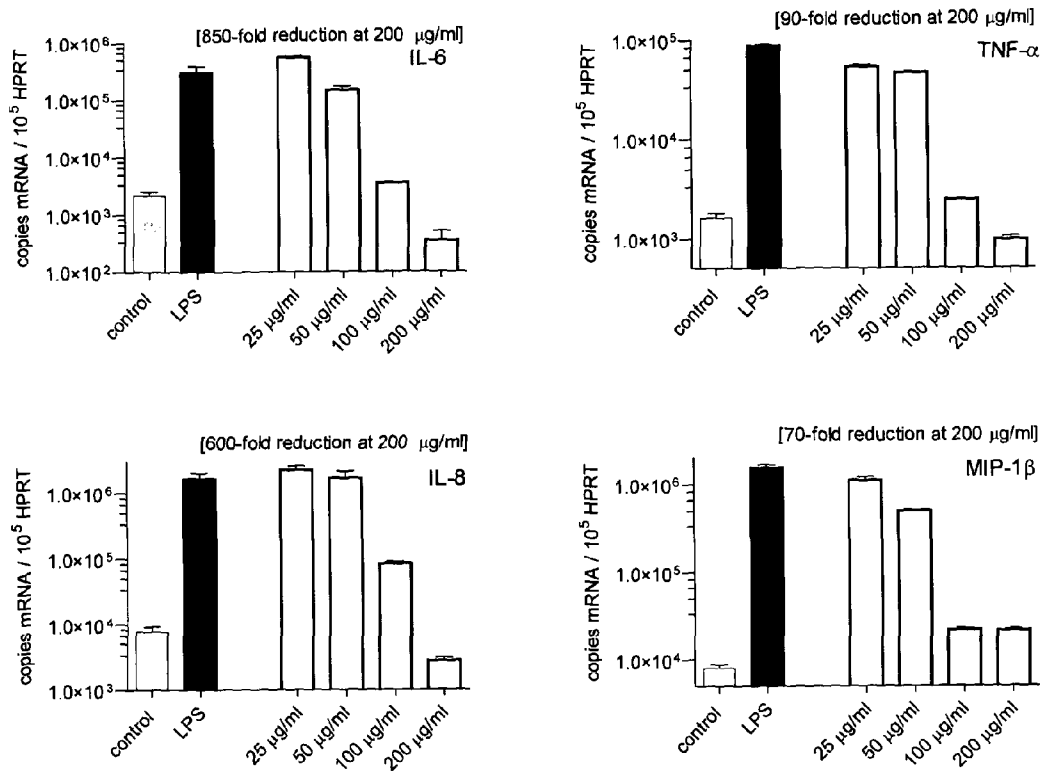 [850-fold reduction at 200 µg/ml]
IL-6
copies mRNA / 10⁵ HPRT
1.0×10⁶
1.0×10⁵
1.0×10⁴
1.0×10³
1.0×10²
control
LPS
25 µg/ml
50 µg/ml
100 µg/ml
200 µg/ml
[90-fold reduction at 200 µg/ml]
TNF-α
copies mRNA / 10⁵ HPRT
1.0×10⁵
1.0×10⁴
1.0×10³
control
LPS
25 µg/ml
50 µg/ml
100 µg/ml
200 µg/ml
[600-fold reduction at 200 µg/ml]
IL-8
copies mRNA / 10⁵ HPRT
1.0×10⁶
1.0×10⁵
1.0×10⁴
1.0×10³
control
LPS
25 µg/ml
50 µg/ml
100 µg/ml
200 µg/ml
[70-fold reduction at 200 µg/ml]
MIP-1β
copies mRNA / 10⁵ HPRT
1.0×10⁶
1.0×10⁵
1.0×10⁴
control
LPS
25 µg/ml
50 µg/ml
100 µg/ml
200 µg/ml